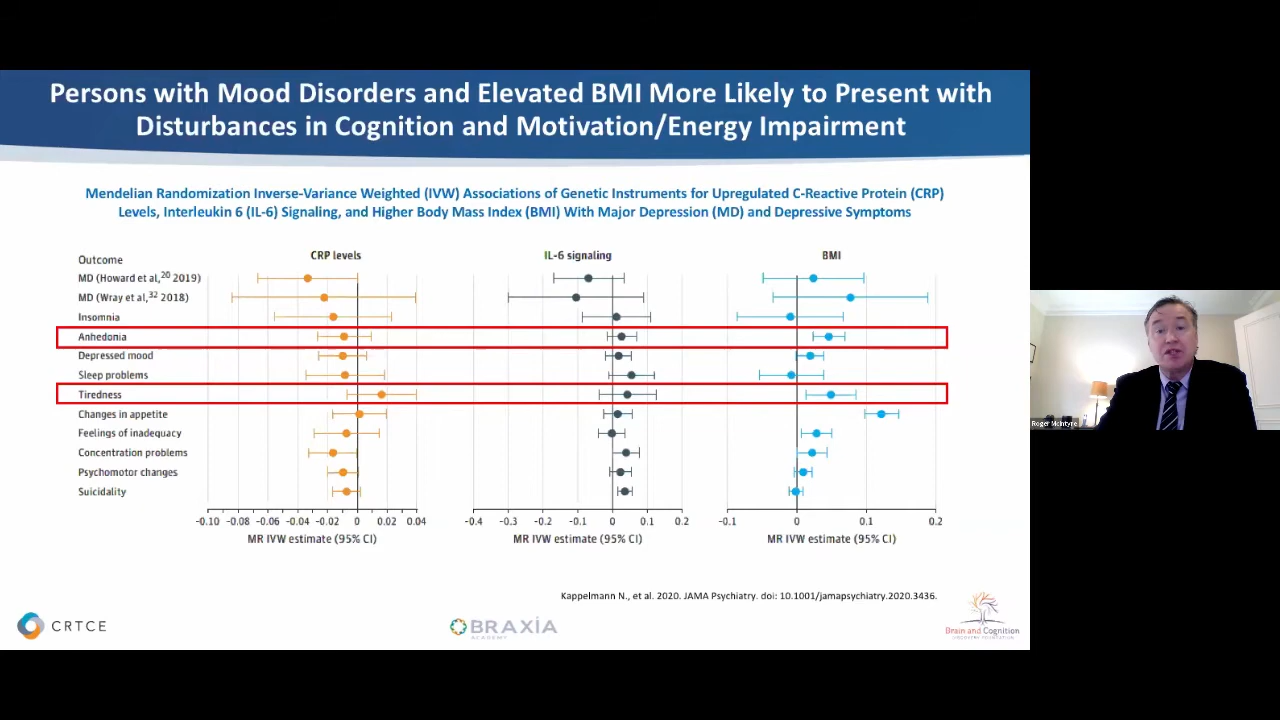 Persons with Mood Disorders and Elevated BMI More Likely to Present with
Disturbances in Cognition and Motivation/Energy Impairment
Mendelian Randomization Inverse-Variance Weighted (IVW) Associations of Genetic Instruments for Upregulated C-Reactive Protein (CRP)
Levels, Interleukin 6 (IL-6) Signaling, and Higher Body Mass Index (BMI) With Major Depression (MD) and Depressive Symptoms
Outcome CRP levels IL-6 signaling BMI
MD (Howard et al,20 2019)
MD (Wray et al,32 2018)
Insomnia
Anhedonia
Depressed mood
Sleep problems
Tiredness
Changes in appetite
Feelings of inadequacy
Concentration problems
Psychomotor changes
Suicidality
-0.10 -0.08 -0.06 -0.04 -0.02 0 0.02 0.04 -0.4 -0.3 -0.2 -0.1 0 0.1 0.2 -0.1 0 0.1 0.2
MR IVW estimate (95% CI) MR IVW estimate (95% CI) MR IVW estimate (95% CI)
Kappelmann N., et al. 2020. JAMA Psychiatry. doi: 10.1001/jamapsychiatry.2020.3436.
CRTCE
BRAXIA
ACADEMY
Brain and Cognition
DISCOVERY FOUNDATION
Roger McIntyre